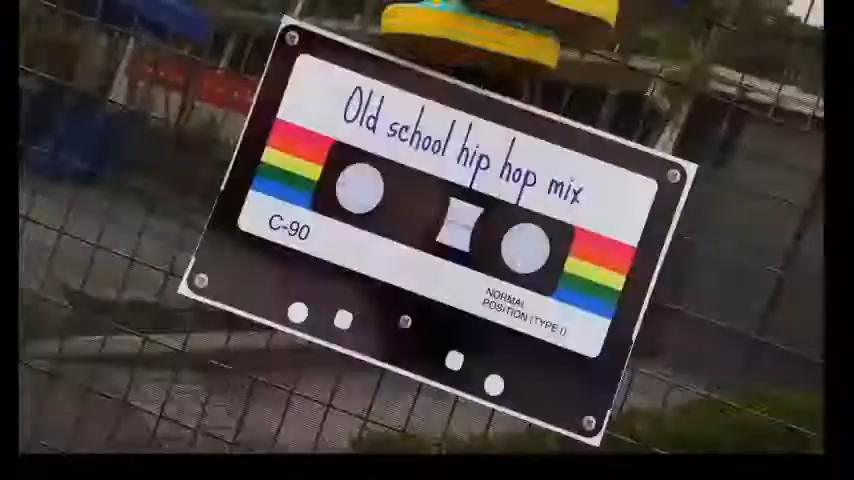 Old school hip hop mix
C-90
NORMAL
POSITION (TYPE I)